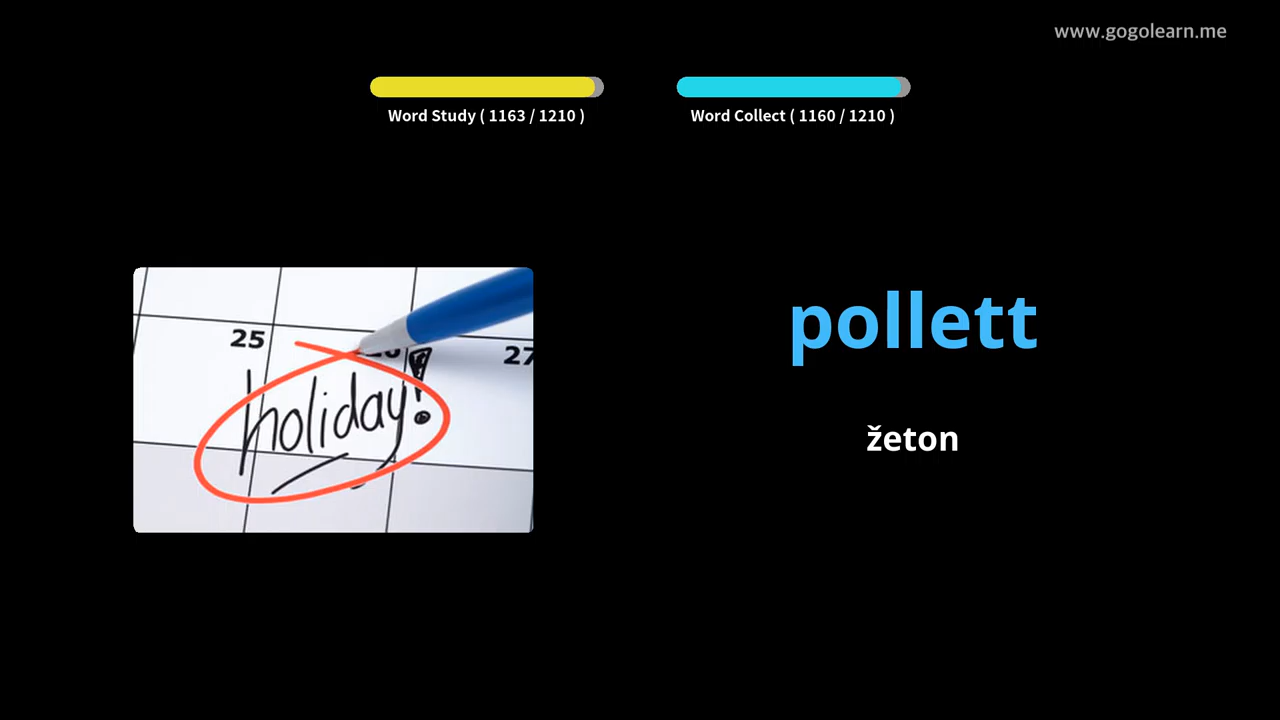 www.gogolearn.me
Word Study ( 1163 / 1210 )
Word Collect ( 1160 / 1210 )
25
27
holiday!
pollett
žeton